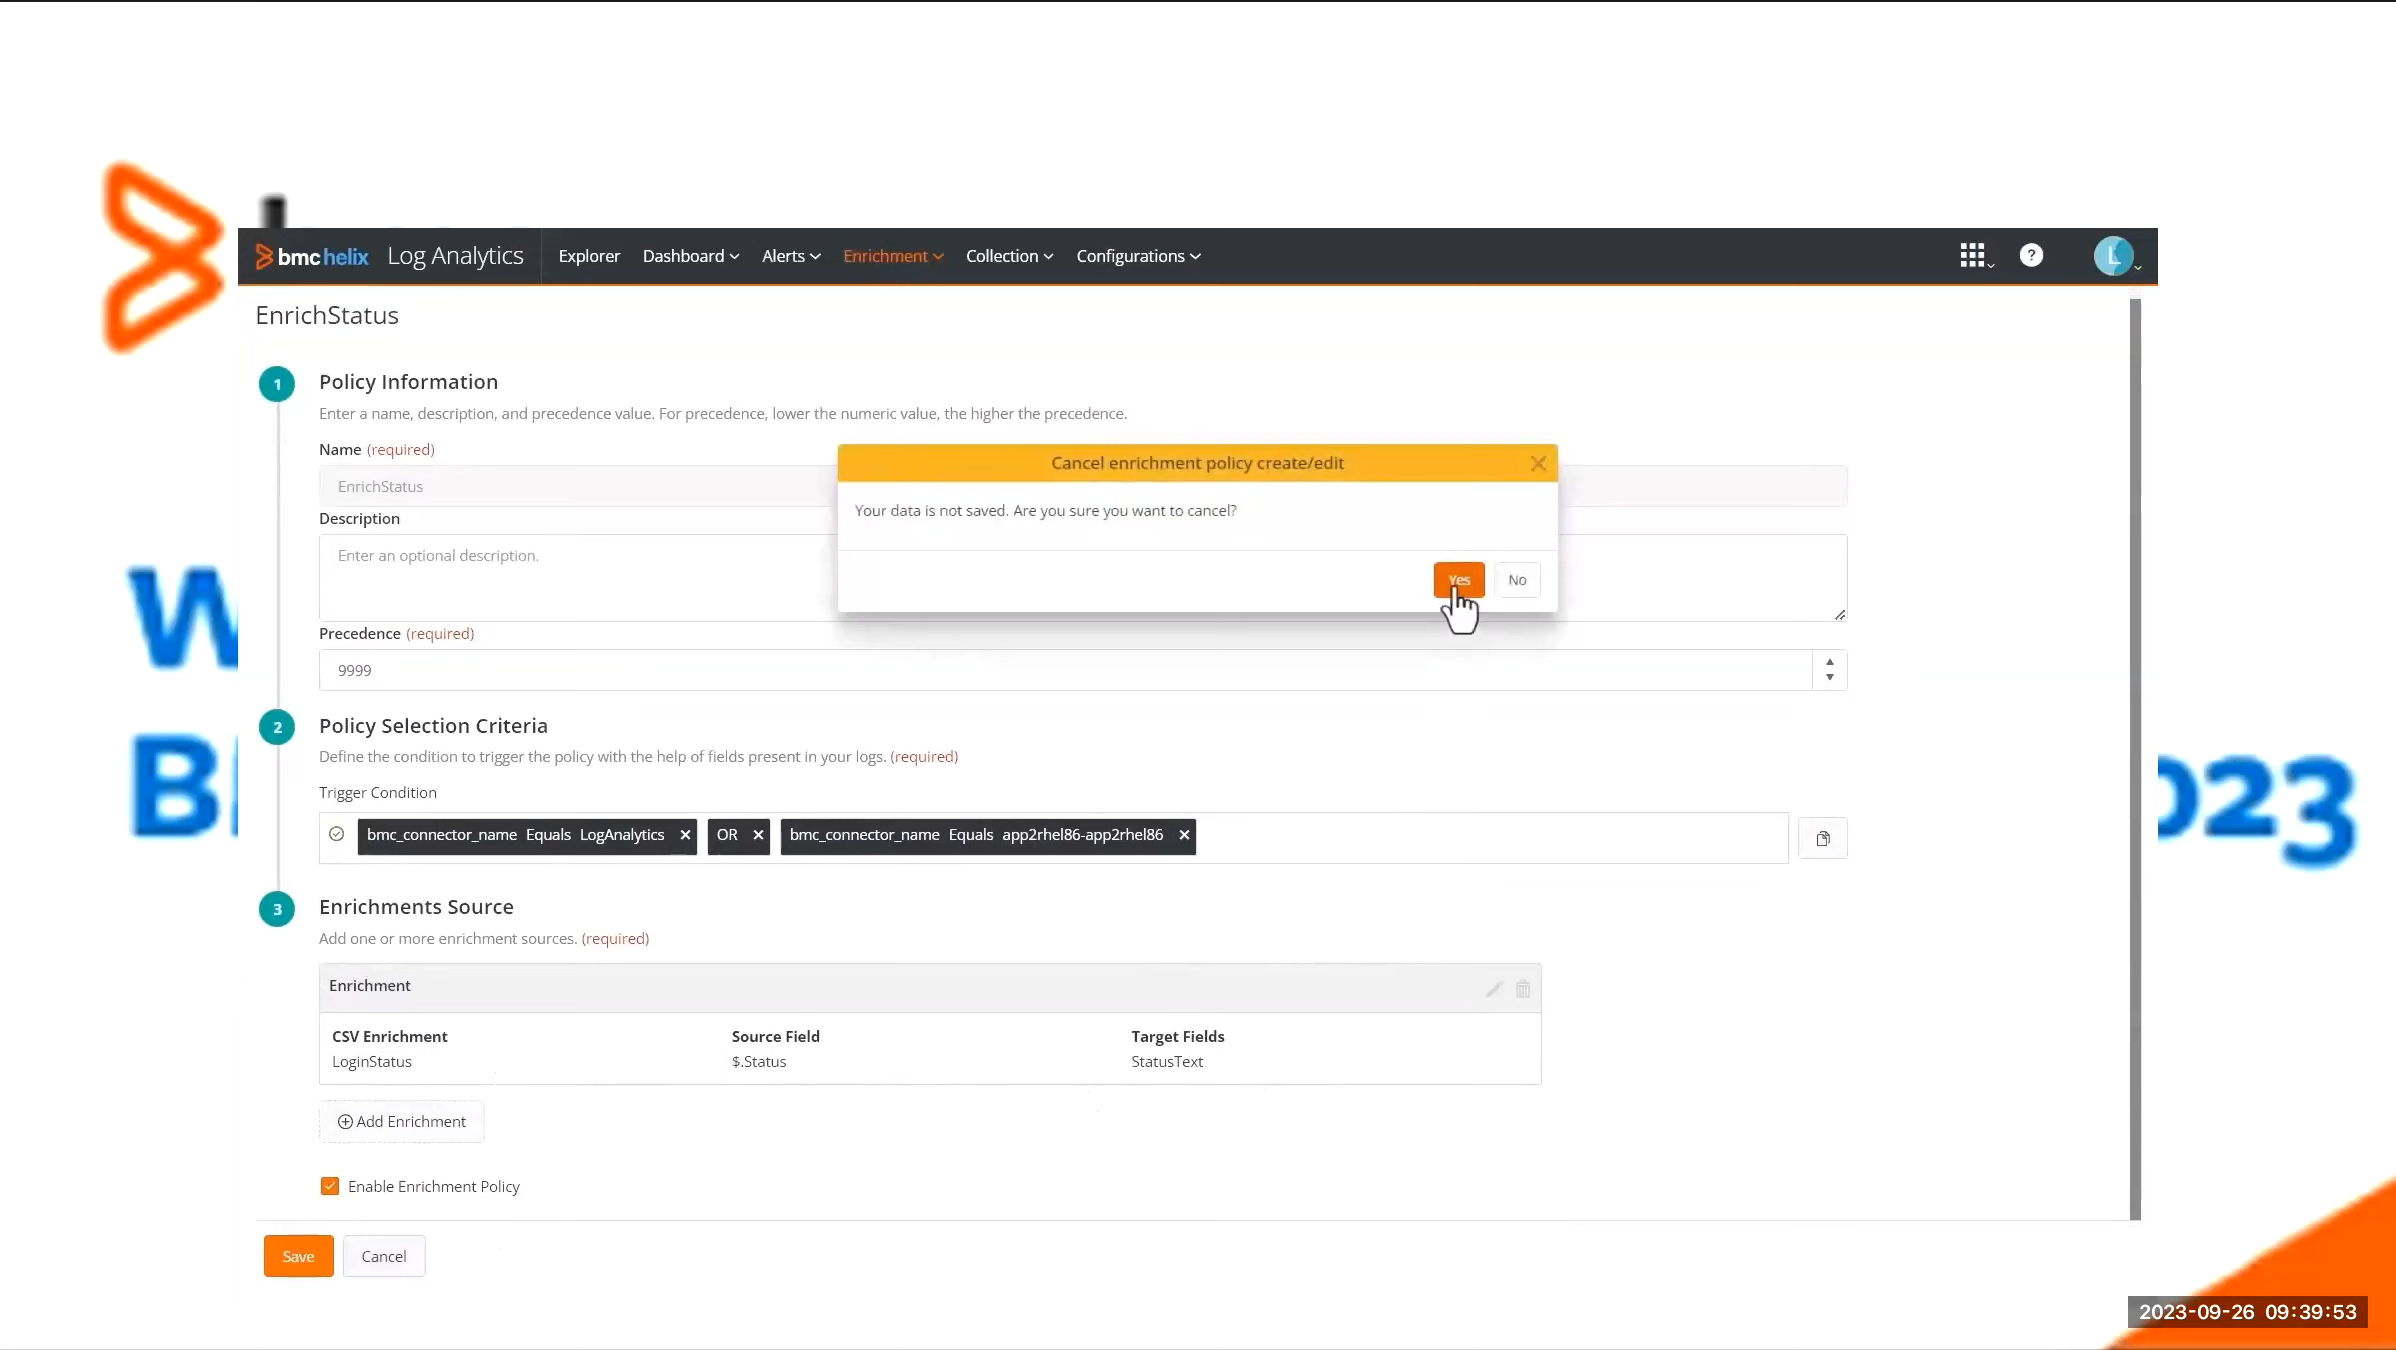 bmc helix Log Analytics Explorer Dashboard Alerts Enrichment Collection Configurations ? L
EnrichStatus
1 Policy Information
Enter a name, description, and precedence value. For precedence, lower the numeric value, the higher the precedence.
Name (required)
EnrichStatus
Cancel enrichment policy create/edit
Your data is not saved. Are you sure you want to cancel?
Yes No
Description
Enter an optional description.
Precedence (required)
9999
2 Policy Selection Criteria
Define the condition to trigger the policy with the help of fields present in your logs. (required)
Trigger Condition
bmc_connector_name Equals LogAnalytics × OR × bmc_connector_name Equals app2rhel86-app2rhel86 ×
3 Enrichments Source
Add one or more enrichment sources. (required)
Enrichment
CSV Enrichment Source Field Target Fields
LoginStatus $.Status StatusText
Add Enrichment
Enable Enrichment Policy
Save Cancel
W
B
023
2023-09-26 09:39:53